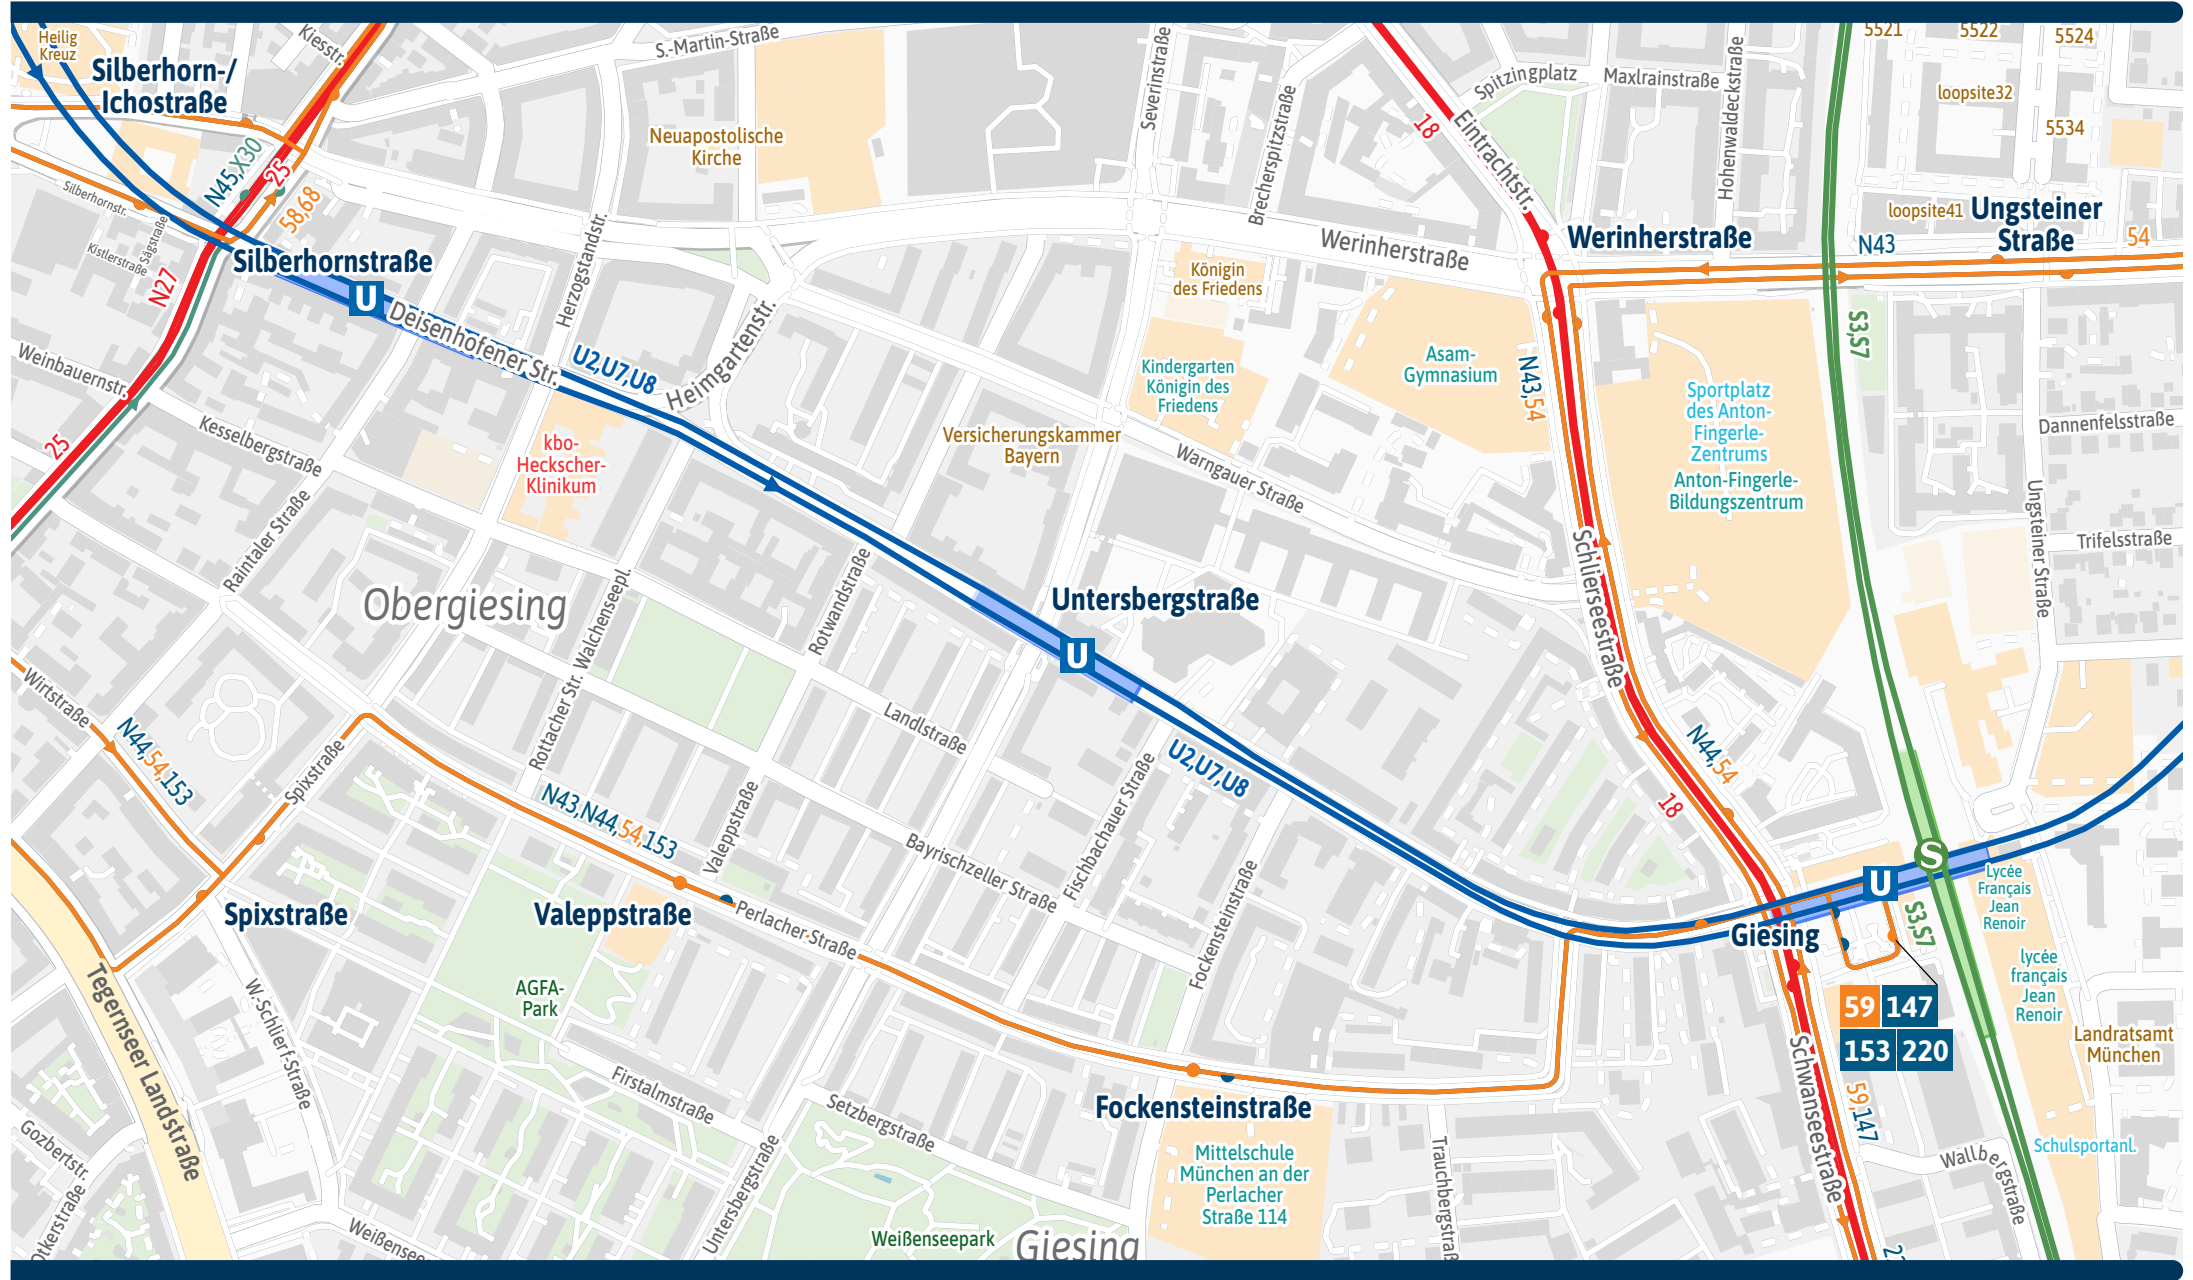 Heilig
Kreuz
Silberhorn-/
Ichostraße
Kiesstr.
S.-Martin-Straße
Neuapostolische
Kirche
Severinstraße
Brecherspitzstraße
18
Eintrachtstr.
Spitzingplatz
Maxlrainstraße
Hohenwaldeckstraße
5521
5522
5524
loopsite32
5534
loopsite41
Ungsteiner
Straße
54
N43
Werinherstraße
Werinherstraße
N45,X30
25
58,68
Silberhornstr.
Sägstraße
Kistlerstraße
N27
Silberhornstraße
U
Deisenhofener Str.
Herzogstandstr.
U2,U7,U8
Heimgartenstr.
Königin
des Friedens
Kindergarten
Königin des
Friedens
Asam-
Gymnasium
N43,54
S3,S7
Sportplatz
des Anton-
Fingerle-
Zentrums
Anton-Fingerle-
Bildungszentrum
Dannenfelsstraße
Trifelsstraße
Ungsteiner Straße
Weinbauernstr.
25
Kesselbergstraße
Raintaler Straße
kbo-
Heckscher-
Klinikum
Versicherungskammer
Bayern
Warngauer Straße
Schlierseestraße
Obergiesing
Rottacher Str.
Walchenseepl.
Rotwandstraße
Untersbergstraße
U
U2,U7,U8
Landlstraße
Wirtstraße
N44,54,153
Spixstraße
N43,N44,54,153
Valeppstraße
Bayrischzeller Straße
Fischbachauer Straße
Fockensteinstraße
N44,54
18
S
U
Giesing
S3,S7
Lycée
Français
Jean
Renoir
lycée
français
Jean
Renoir
Landratsamt
München
59
147
153
220
Spixstraße
Valeppstraße
Perlacher Straße
AGFA-
Park
W.-Schlierf-Straße
Tegernseer Landstraße
Firstalmstraße
Setzbergstraße
Fockensteinstraße
Mittelschule
München an der
Perlacher
Straße 114
Schwanseestraße
59,147
Wallbergstraße
Schulsportanl.
Gozbertstr.
Otkerstraße
Weißensee
Untersbergstraße
Weißenseepark
Giesing
Trauchbergstraß